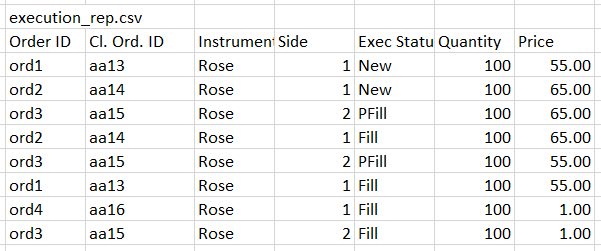 execution_rep.csv
Order ID Cl. Ord. ID Instrument Side Exec Statu Quantity Price
ord1 aa13 Rose 1 New 100 55.00
ord2 aa14 Rose 1 New 100 65.00
ord3 aa15 Rose 2 PFill 100 65.00
ord2 aa14 Rose 1 Fill 100 65.00
ord3 aa15 Rose 2 PFill 100 55.00
ord1 aa13 Rose 1 Fill 100 55.00
ord4 aa16 Rose 1 Fill 100 1.00
ord3 aa15 Rose 2 Fill 100 1.00